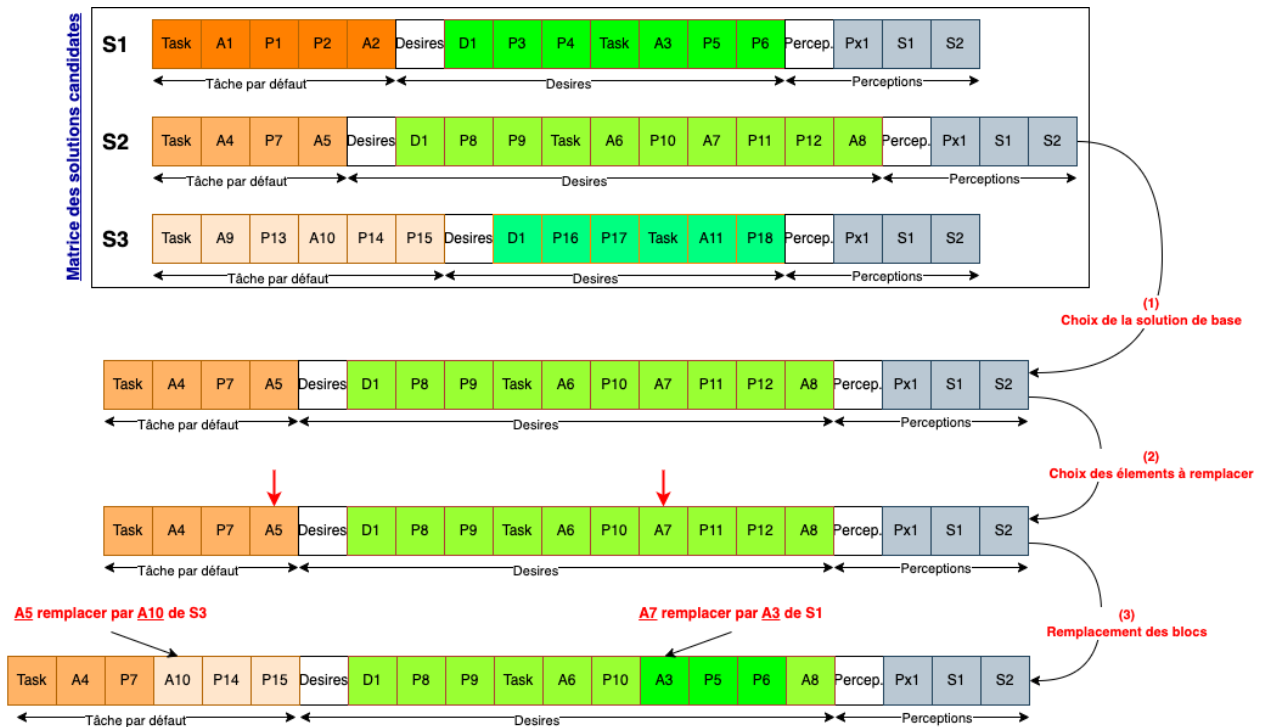 Matrice des solutions candidates
S1 Task A1 P1 P2 A2 Desires D1 P3 P4 Task A3 P5 P6 Percep. Px1 S1 S2
Tâche par défaut Desires Perceptions
S2 Task A4 P7 A5 Desires D1 P8 P9 Task A6 P10 A7 P11 P12 A8 Percep. Px1 S1 S2
Tâche par défaut Desires Perceptions
S3 Task A9 P13 A10 P14 P15 Desires D1 P16 P17 Task A11 P18 Percep. Px1 S1 S2
Tâche par défaut Desires Perceptions
(1)
Choix de la solution de base
Task A4 P7 A5 Desires D1 P8 P9 Task A6 P10 A7 P11 P12 A8 Percep. Px1 S1 S2
Tâche par défaut Desires Perceptions
(2)
Choix des élements à remplacer
Task A4 P7 A5 Desires D1 P8 P9 Task A6 P10 A7 P11 P12 A8 Percep. Px1 S1 S2
Tâche par défaut Desires Perceptions
A5 remplacer par A10 de S3 A7 remplacer par A3 de S1
(3)
Remplacement des blocs
Task A4 P7 A10 P14 P15 Desires D1 P8 P9 Task A6 P10 A3 P5 P6 A8 Percep. Px1 S1 S2
Tâche par défaut Desires Perceptions